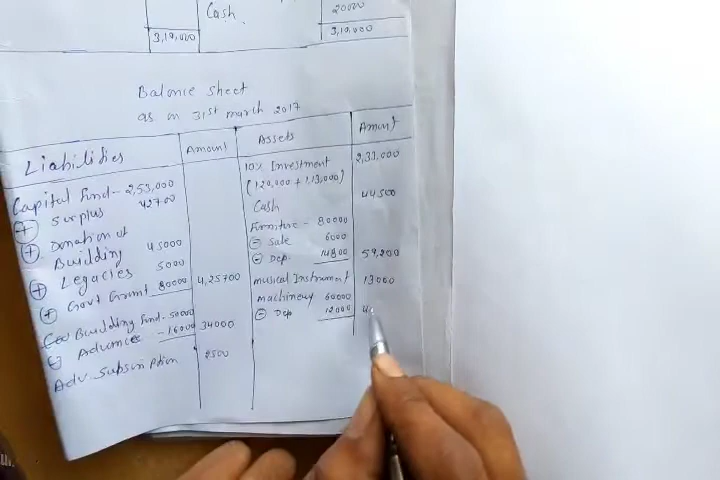 Cash 20000
3,19,000 3,19,000
Balance sheet
as on 31st march 2017
Liabilities Amount Assets Amount
Capital fund - 2,53,000
+ Surplus 42700
+ Donation of
Building 45000
+ Legacies 5000
+ Govt Grant 80000 4,25700
Building Fund - 50000
- Advance - 16000 34000
Adv. Subscription 2500
10% Investment 2,33,000
(120,000 + 1,13,000)
Cash 44500
Furniture - 80000
- Sale 6000
- Dep. 14800 59,200
musical Instrument 13000
machinery 60000
- Dep 12000 4